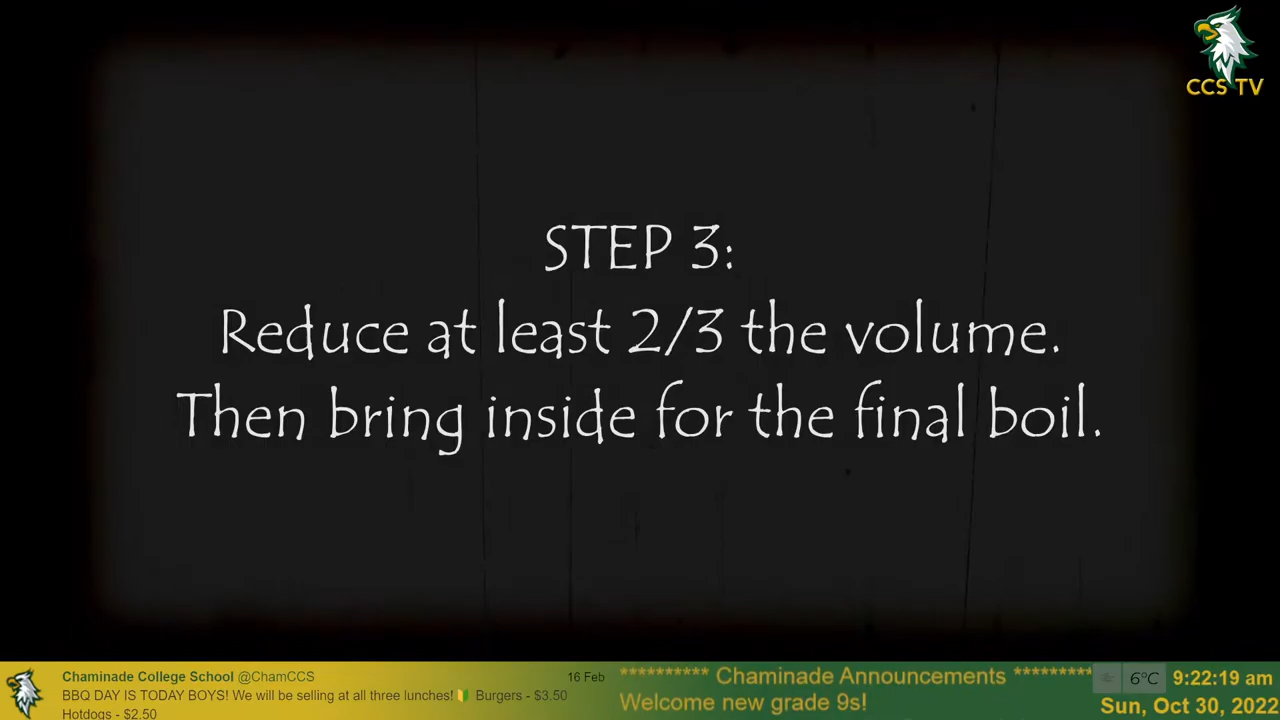 CCS TV
STEP 3:
Reduce at least 2/3 the volume.
Then bring inside for the final boil.
Chaminade College School @ChamCCS
16 Feb
BBQ DAY IS TODAY BOYS! We will be selling at all three lunches! Burgers - $3.50
Hotdogs - $2.50
********** Chaminade Announcements **********
Welcome new grade 9s!
6°C
9:22:19 am
Sun, Oct 30, 2022